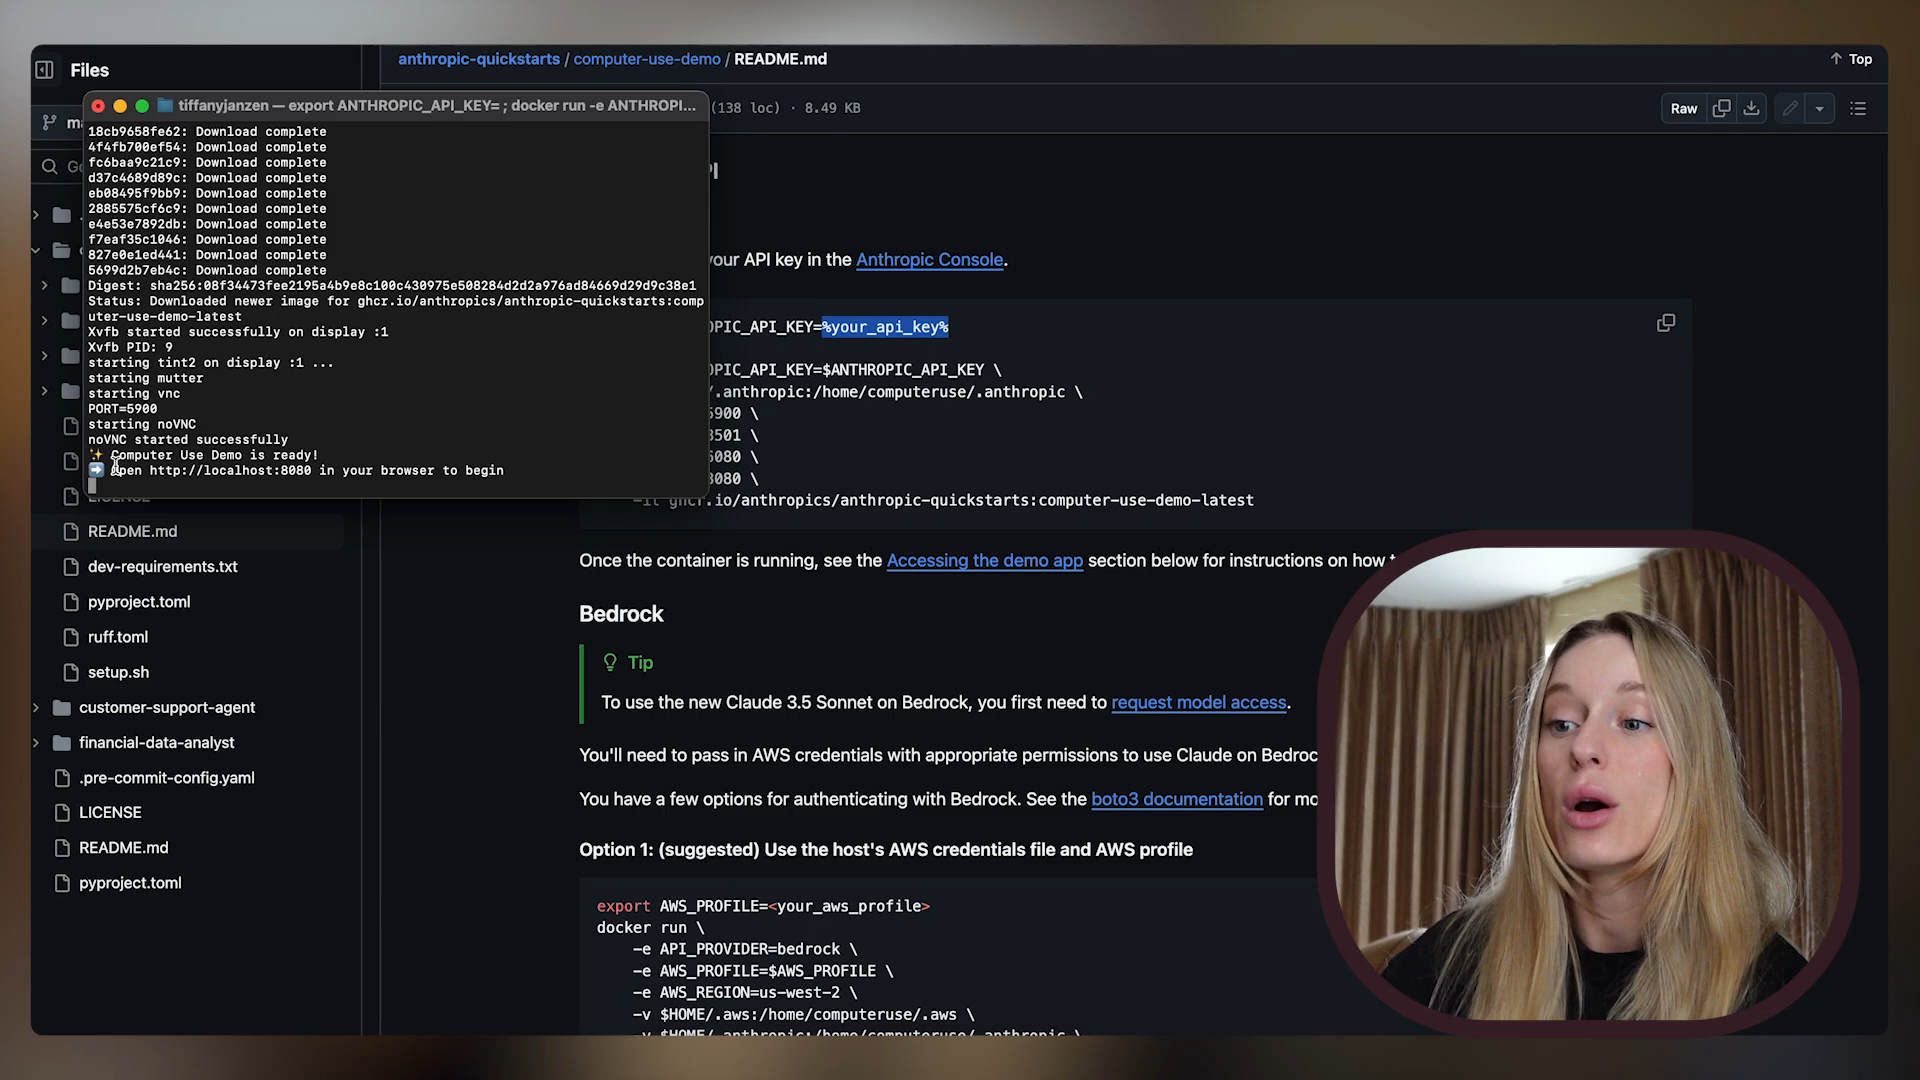 Files
anthropic-quickstarts / computer-use-demo / README.md
Top
tiffanyjanzen — export ANTHROPIC_API_KEY= ; docker run -e ANTHROPI...
(138 loc) · 8.49 KB
Raw
18cb9658fe62: Download complete
4f4fb700ef54: Download complete
fc6baa9c21c9: Download complete
d37c4689d89c: Download complete
eb08495f9bb9: Download complete
2885575cf6c9: Download complete
e4e53e7892db: Download complete
f7eaf35c1046: Download complete
827e0e1ed441: Download complete
5699d2b7eb4c: Download complete
Digest: sha256:08f34473fee2195a4b9e8c100c430975e508284d2d2a976ad84669d29d9c38e1
Status: Downloaded newer image for ghcr.io/anthropics/anthropic-quickstarts:comp
uter-use-demo-latest
Xvfb started successfully on display :1
Xvfb PID: 9
starting tint2 on display :1 ...
starting mutter
starting vnc
PORT=5900
starting noVNC
noVNC started successfully
✨ Computer Use Demo is ready!
➡️ Open http://localhost:8080 in your browser to begin
your API key in the Anthropic Console.
OPIC_API_KEY=%your_api_key%
OPIC_API_KEY=$ANTHROPIC_API_KEY \
.anthropic:/home/computeruse/.anthropic \
5900 \
8501 \
6080 \
8080 \
-it ghcr.io/anthropics/anthropic-quickstarts:computer-use-demo-latest
LICENSE
README.md
dev-requirements.txt
pyproject.toml
ruff.toml
setup.sh
customer-support-agent
financial-data-analyst
.pre-commit-config.yaml
LICENSE
README.md
pyproject.toml
Once the container is running, see the Accessing the demo app section below for instructions on how t
Bedrock
Tip
To use the new Claude 3.5 Sonnet on Bedrock, you first need to request model access.
You'll need to pass in AWS credentials with appropriate permissions to use Claude on Bedroc
You have a few options for authenticating with Bedrock. See the boto3 documentation for mo
Option 1: (suggested) Use the host's AWS credentials file and AWS profile
export AWS_PROFILE=<your_aws_profile>
docker run \
-e API_PROVIDER=bedrock \
-e AWS_PROFILE=$AWS_PROFILE \
-e AWS_REGION=us-west-2 \
-v $HOME/.aws:/home/computeruse/.aws \
-v $HOME/.anthropic:/home/computeruse/.anthropic \